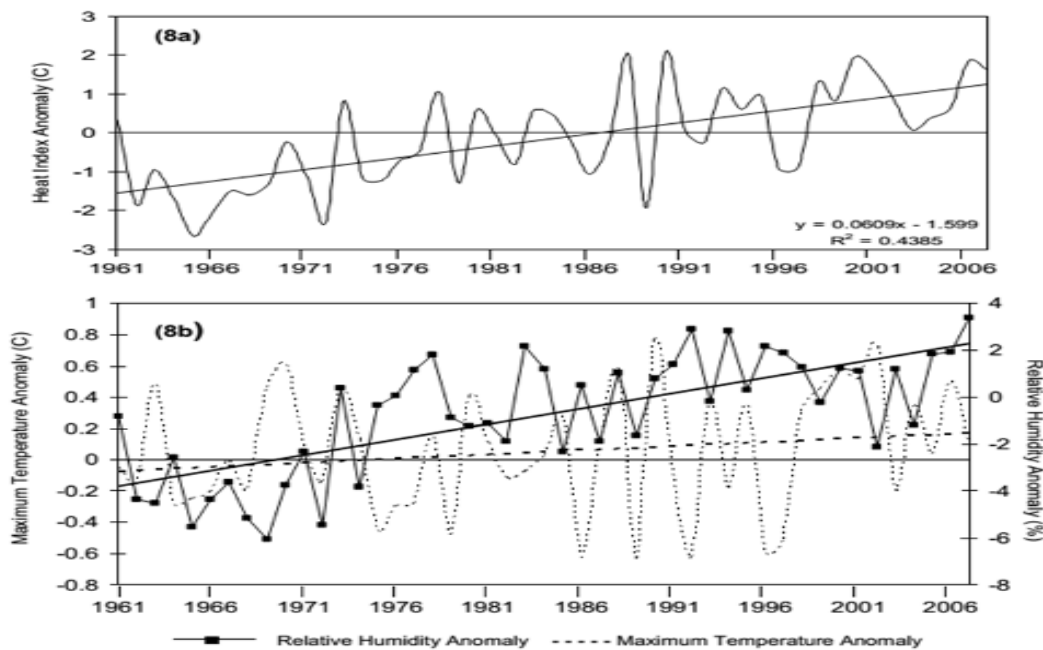 (8a)
Heat Index Anomaly (C)
3
2
1
0
-1
-2
-3
y = 0.0609x - 1.599
R² = 0.4385
1961 1966 1971 1976 1981 1986 1991 1996 2001 2006
(8b)
Maximum Temperature Anomaly (C)
1
0.8
0.6
0.4
0.2
0
-0.2
-0.4
-0.6
-0.8
4
2
0
-2
-4
-6
-8
Relative Humidity Anomaly (%)
1961 1966 1971 1976 1981 1986 1991 1996 2001 2006
Relative Humidity Anomaly Maximum Temperature Anomaly